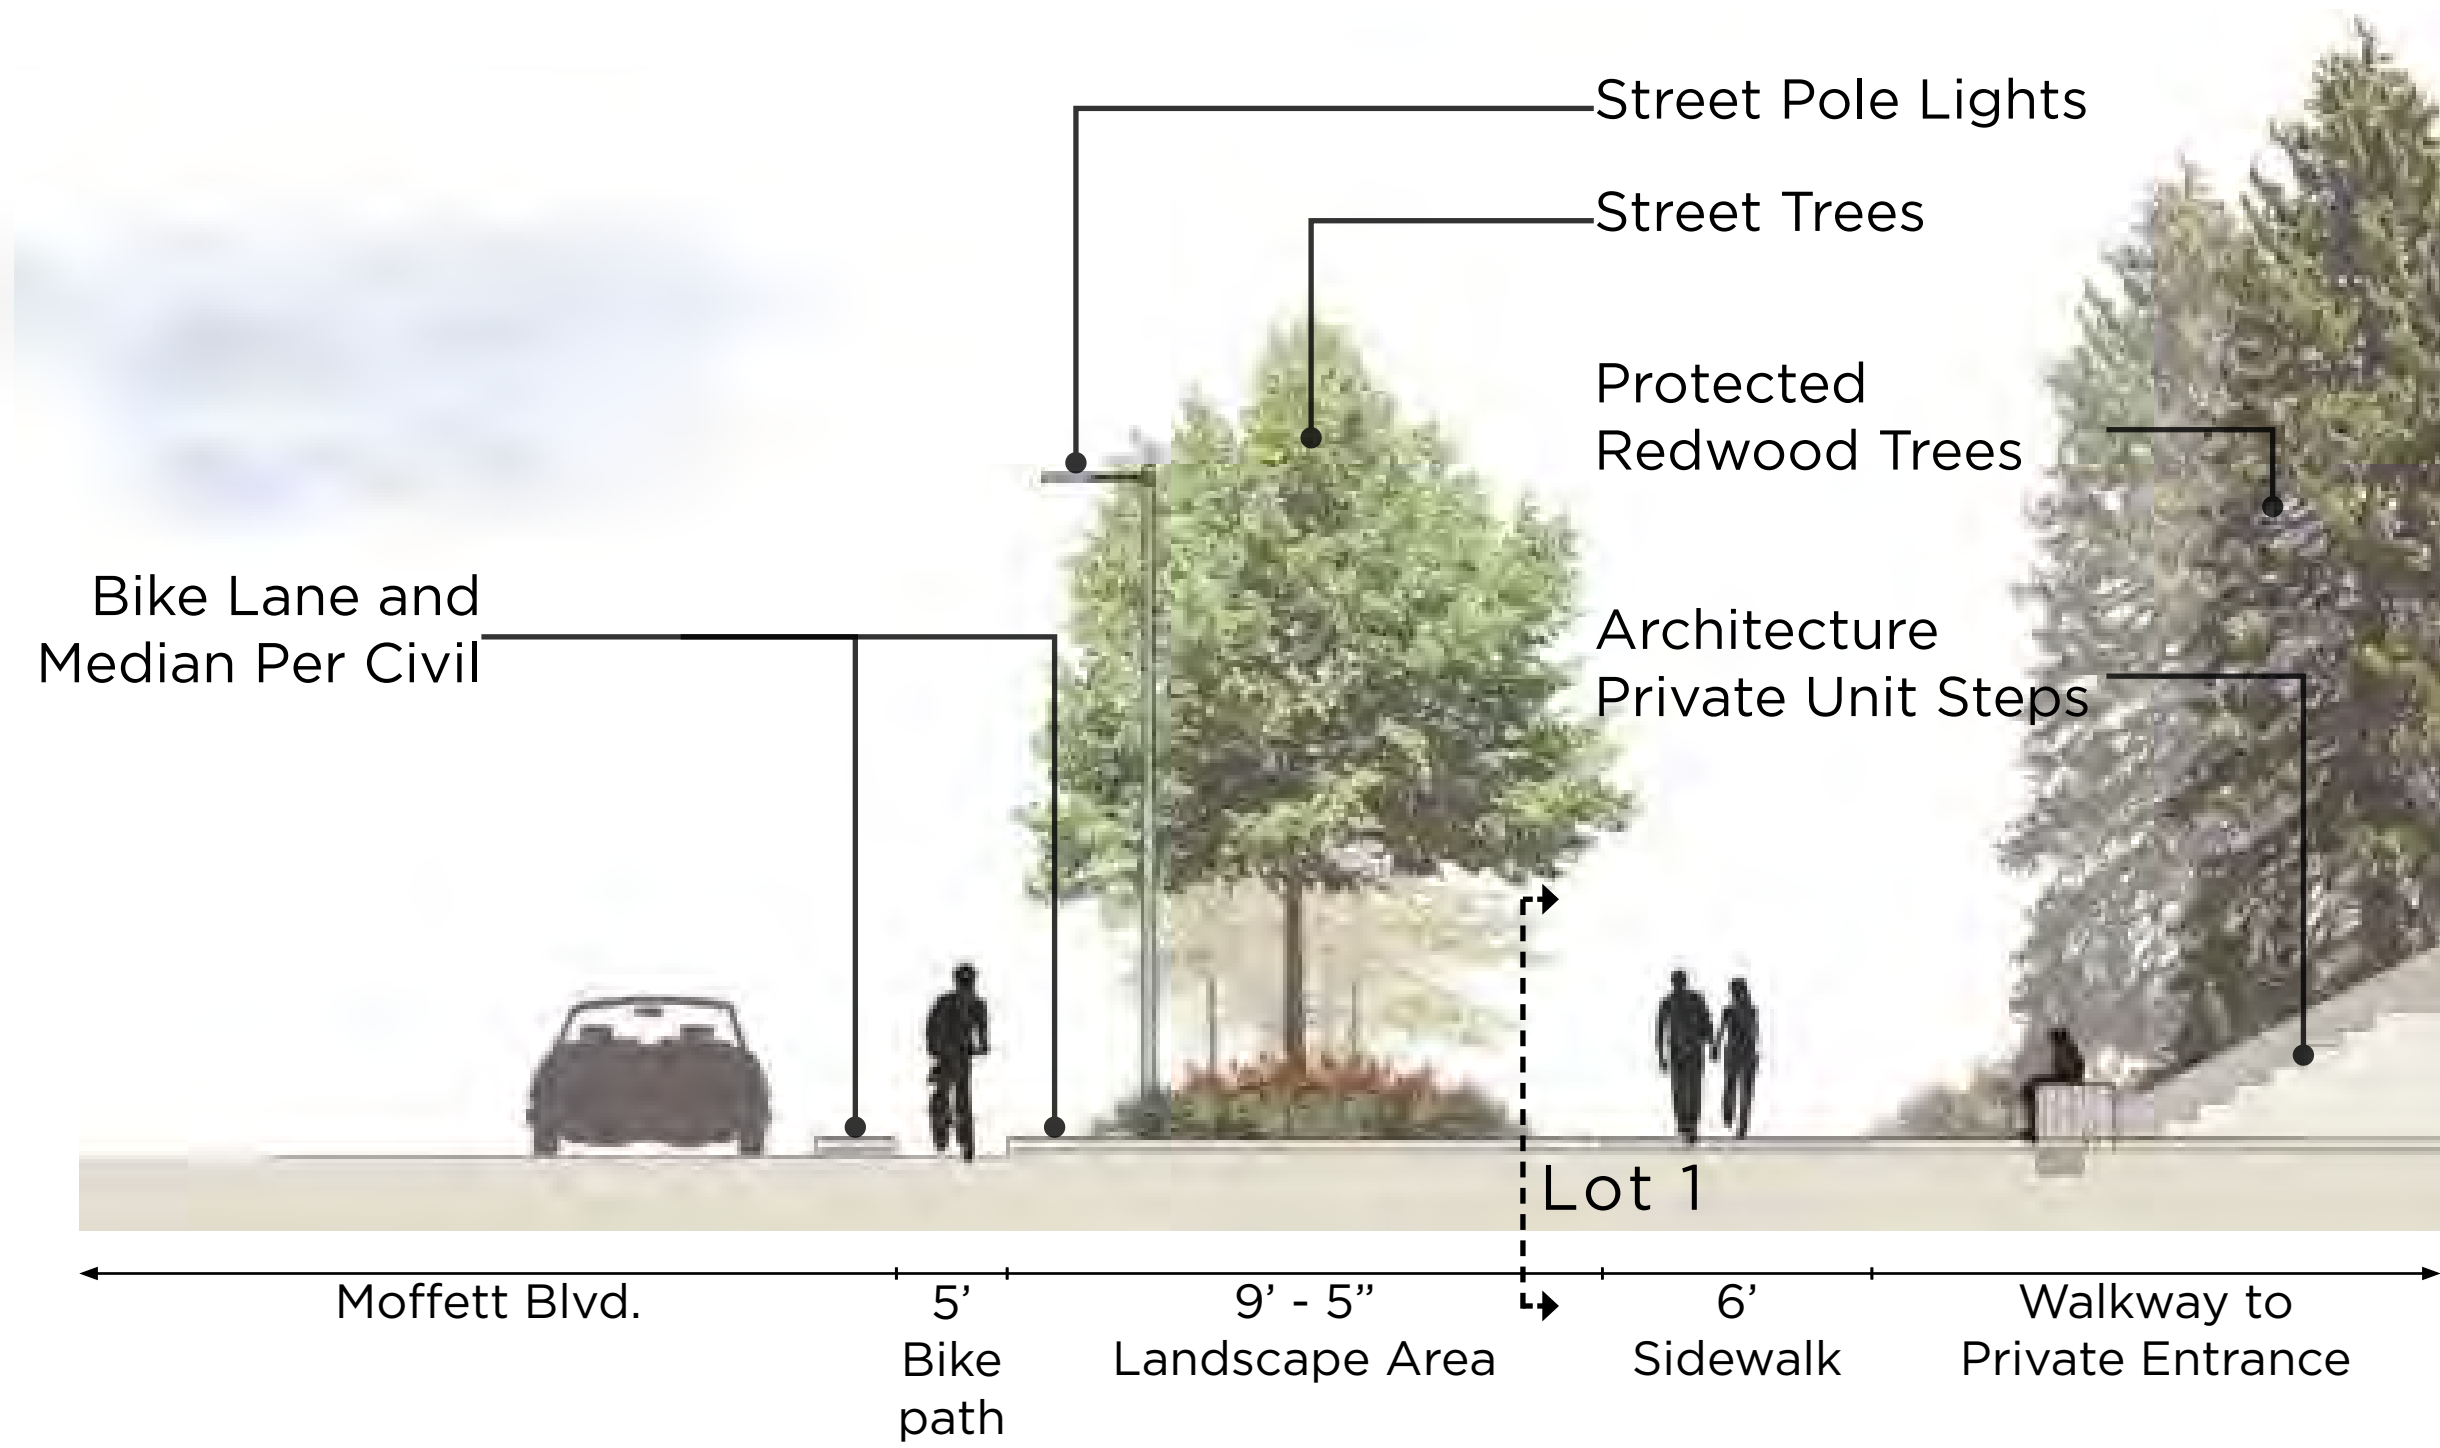 Street Pole Lights
Street Trees
Protected
Redwood Trees
Bike Lane and
Median Per Civil
Architecture
Private Unit Steps
Lot 1
Moffett Blvd.
5’
Bike
path
9’ - 5”
Landscape Area
6’
Sidewalk
Walkway to
Private Entrance